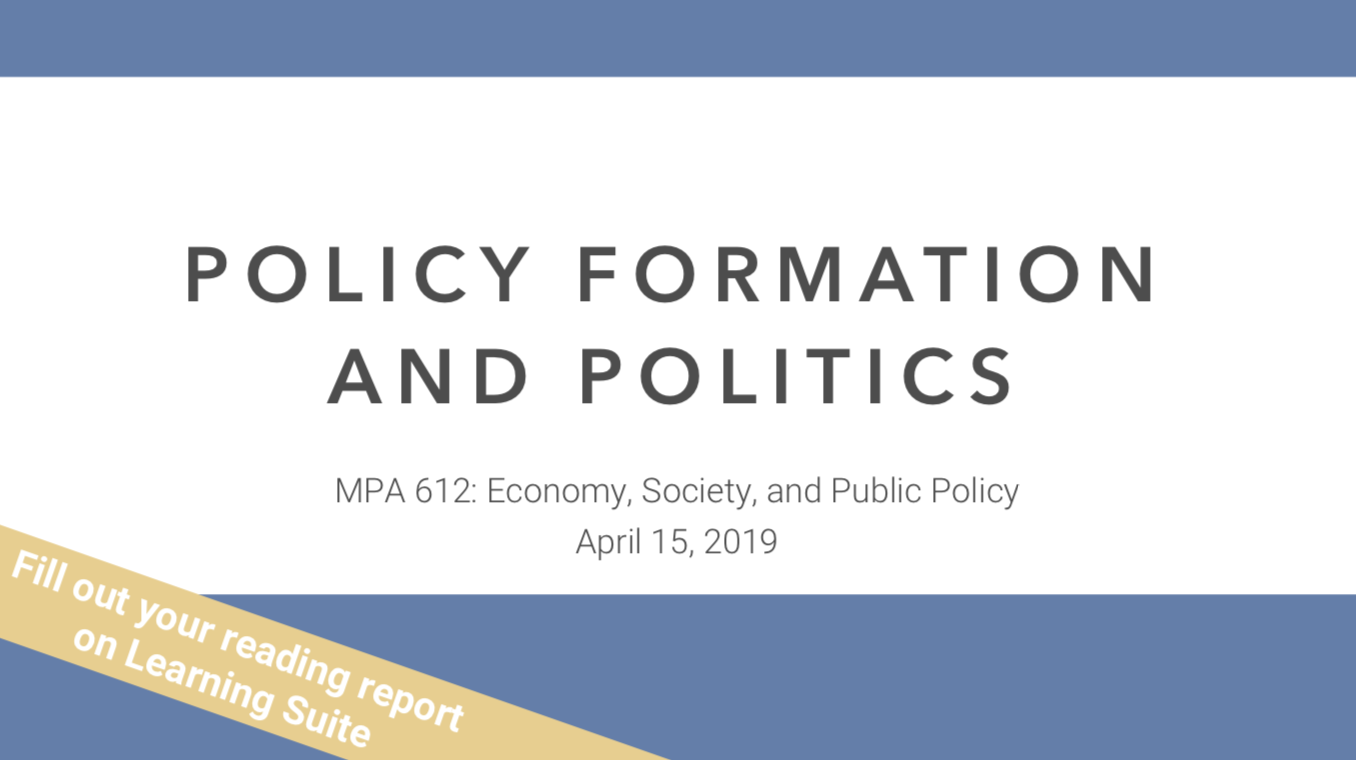 POLICY FORMATION
AND POLITICS
MPA 612: Economy, Society, and Public Policy
April 15, 2019
Fill out your reading report
on Learning Suite